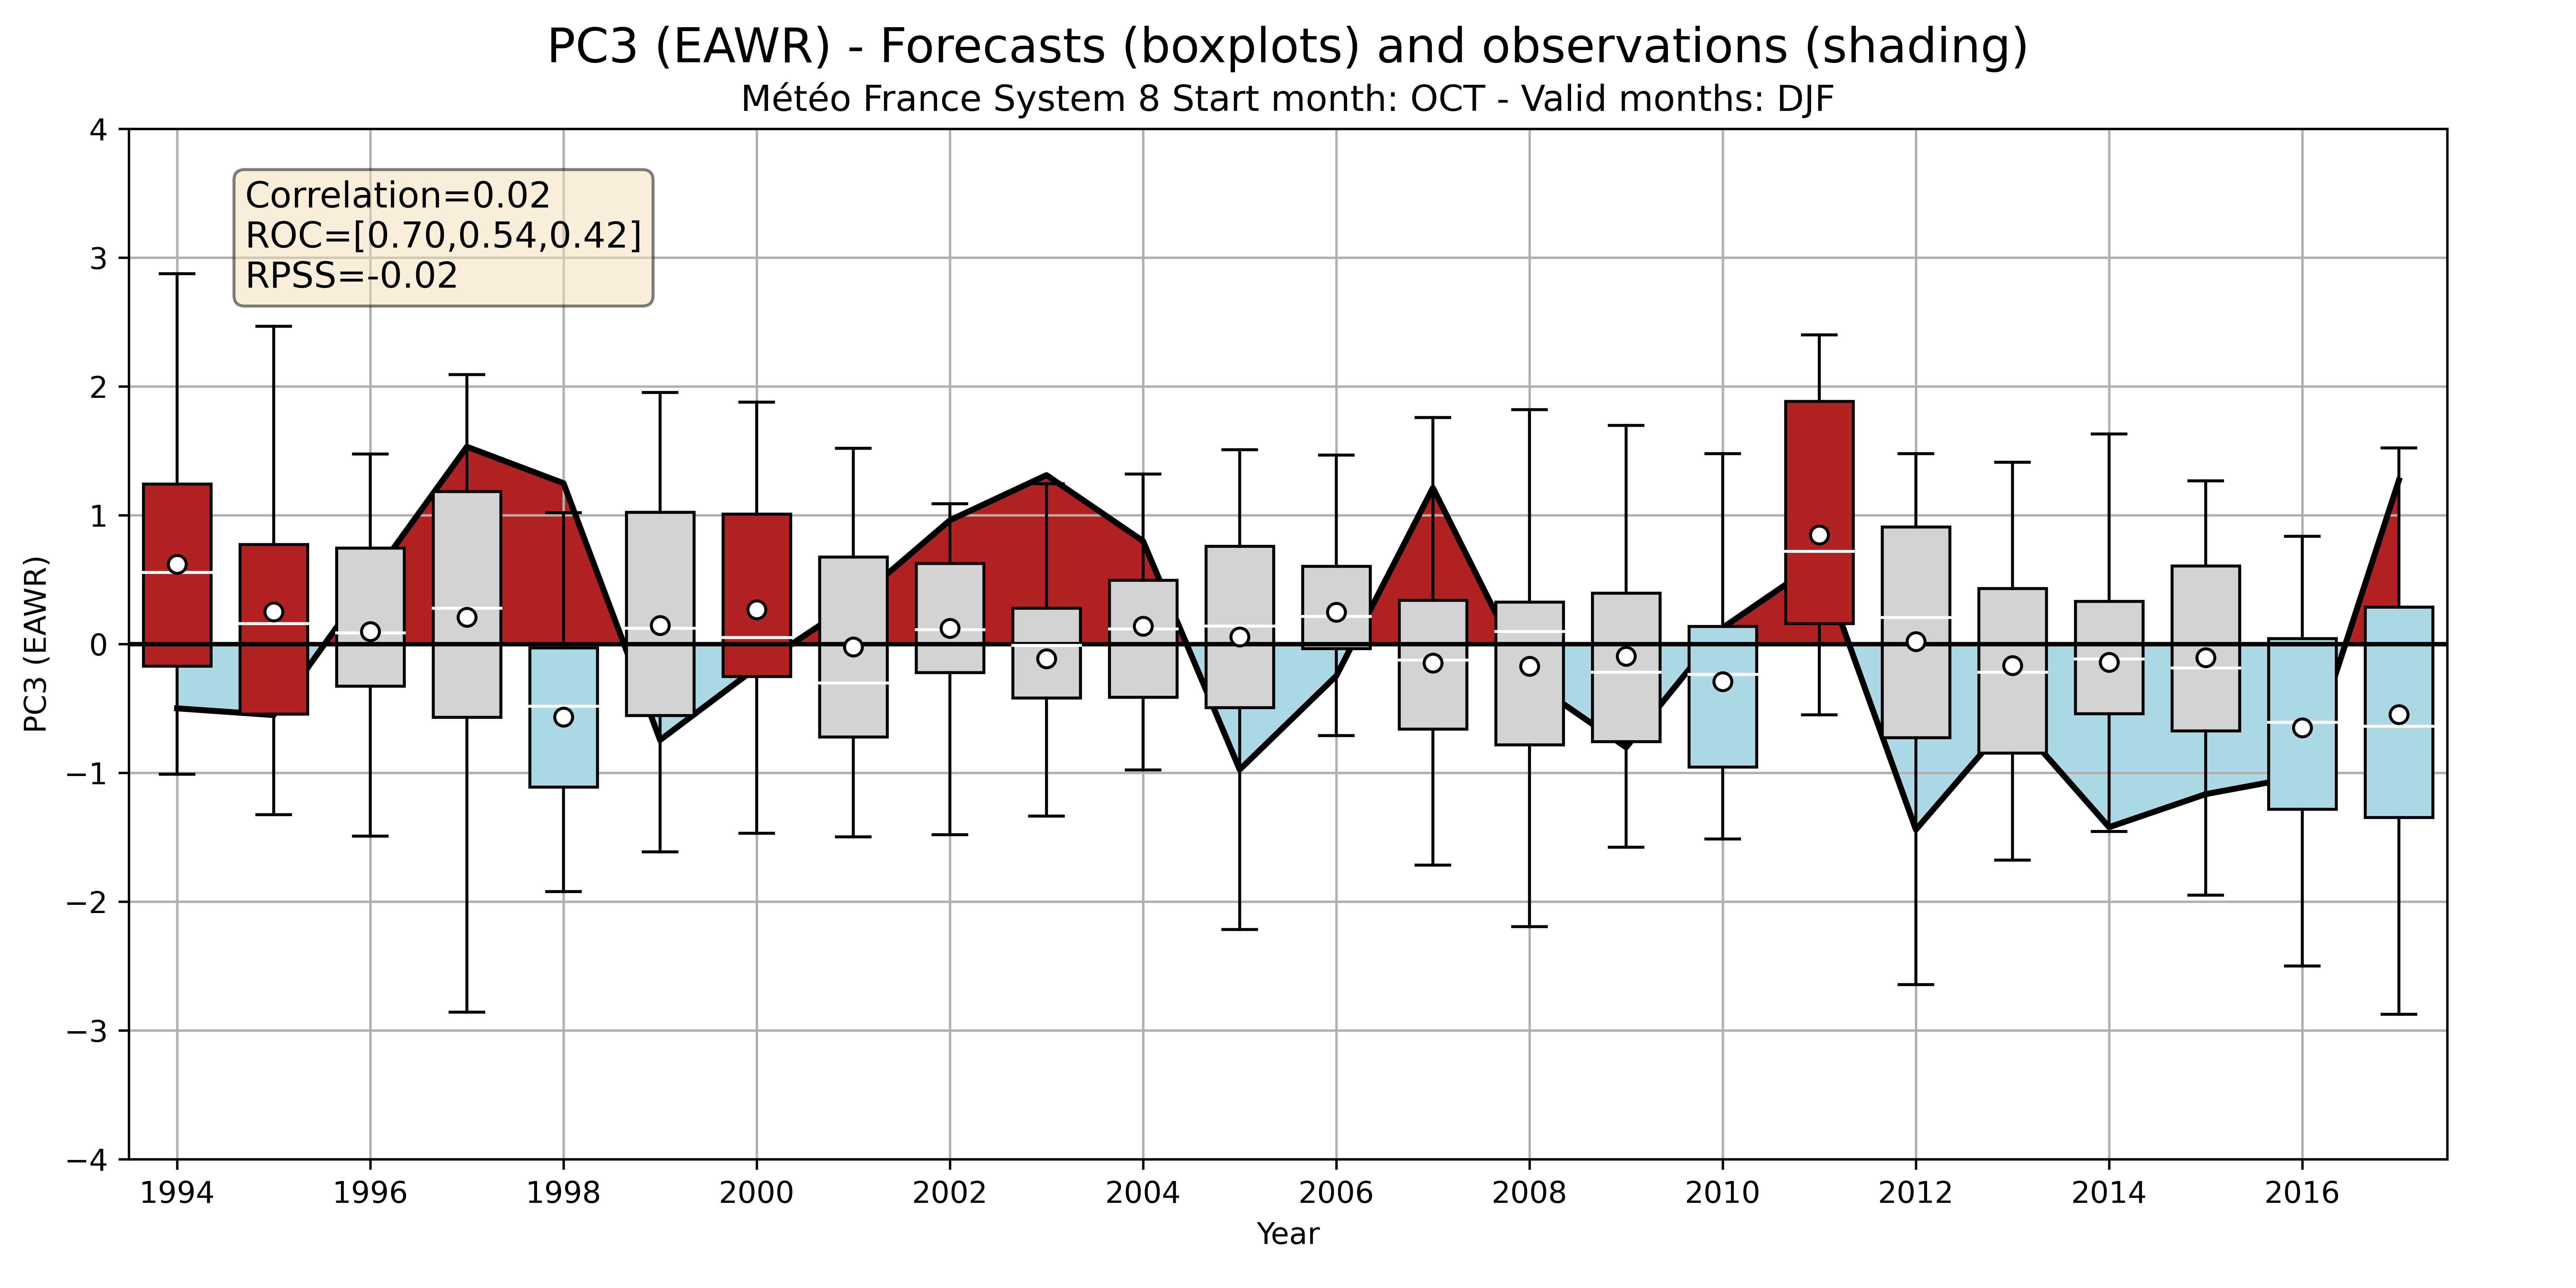 PC3 (EAWR) - Forecasts (boxplots) and observations (shading)
Météo France System 8 Start month: OCT - Valid months: DJF
Correlation=0.02
ROC=[0.70,0.54,0.42]
RPSS=-0.02
PC3 (EAWR)
4
3
2
1
0
−1
−2
−3
−4
1994 1996 1998 2000 2002 2004 2006 2008 2010 2012 2014 2016
Year